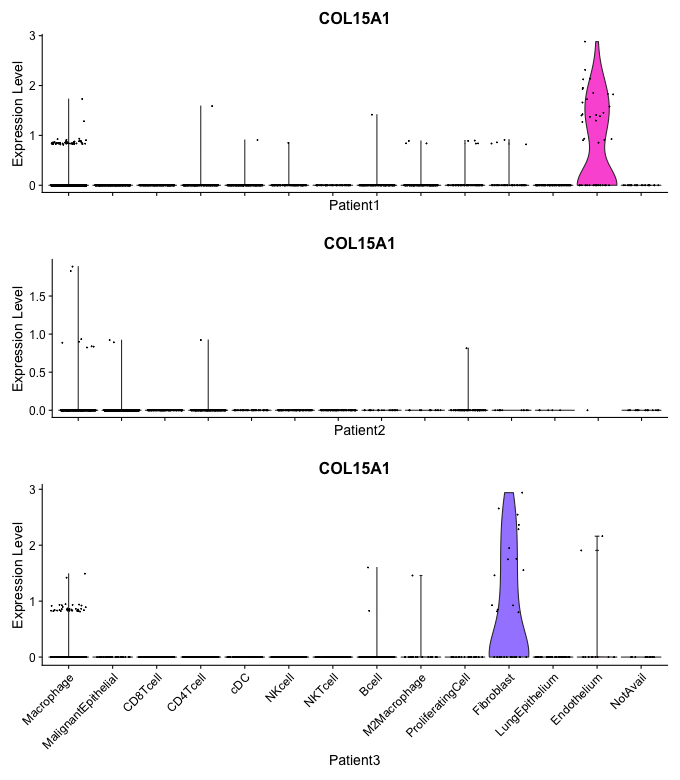 COL15A1
Expression Level
3
2
1
0
Patient1
COL15A1
Expression Level
1.5
1.0
0.5
0.0
Patient2
COL15A1
Expression Level
3
2
1
0
Macrophage
MalignantEpithelial
CD8Tcell
CD4Tcell
cDC
NKcell
NKTcell
Bcell
M2Macrophage
ProliferatingCell
Fibroblast
LungEpithelium
Endothelium
NotAvail
Patient3